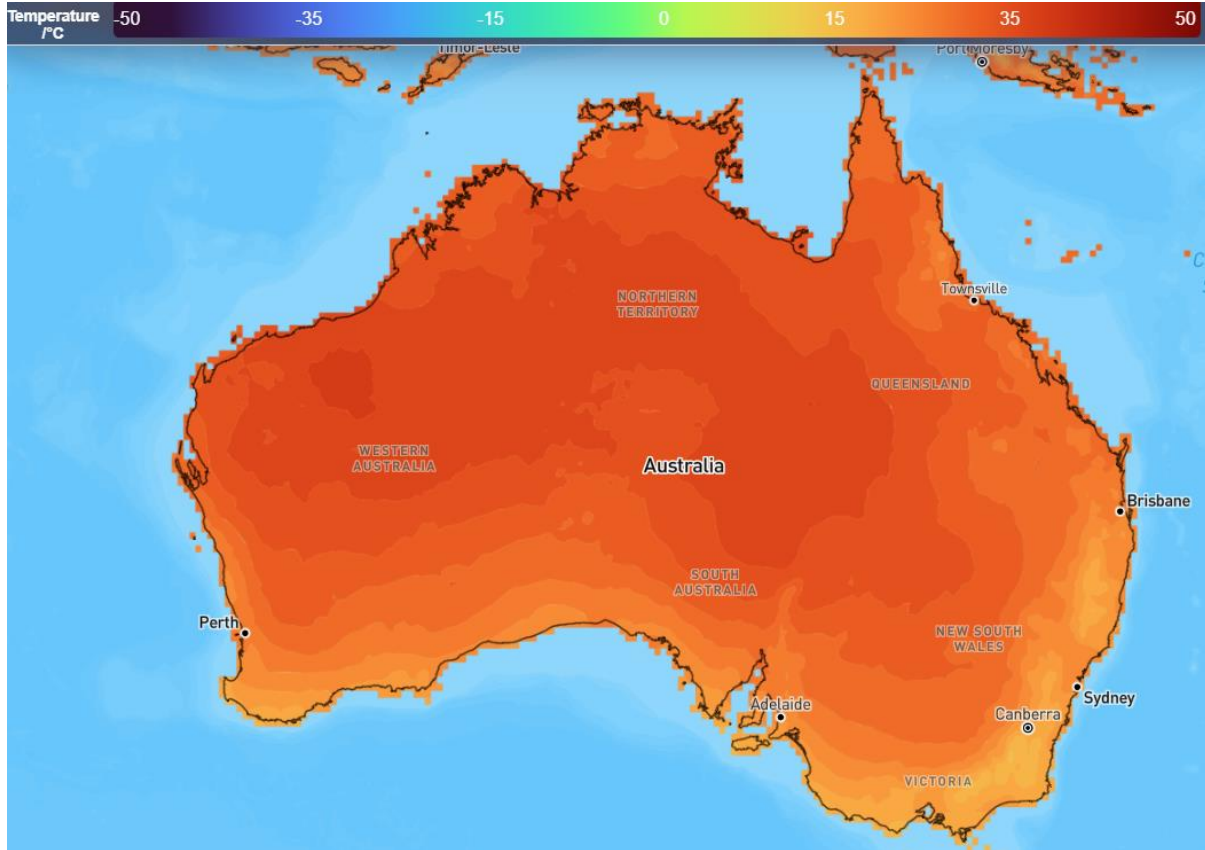 Temperature
/°C
-50 -35 -15 0 15 35 50
Timor-Leste
Port Moresby
NORTHERN
TERRITORY
Townsville
QUEENSLAND
WESTERN
AUSTRALIA
Australia
Brisbane
SOUTH
AUSTRALIA
Perth
NEW SOUTH
WALES
Adelaide
Sydney
Canberra
VICTORIA